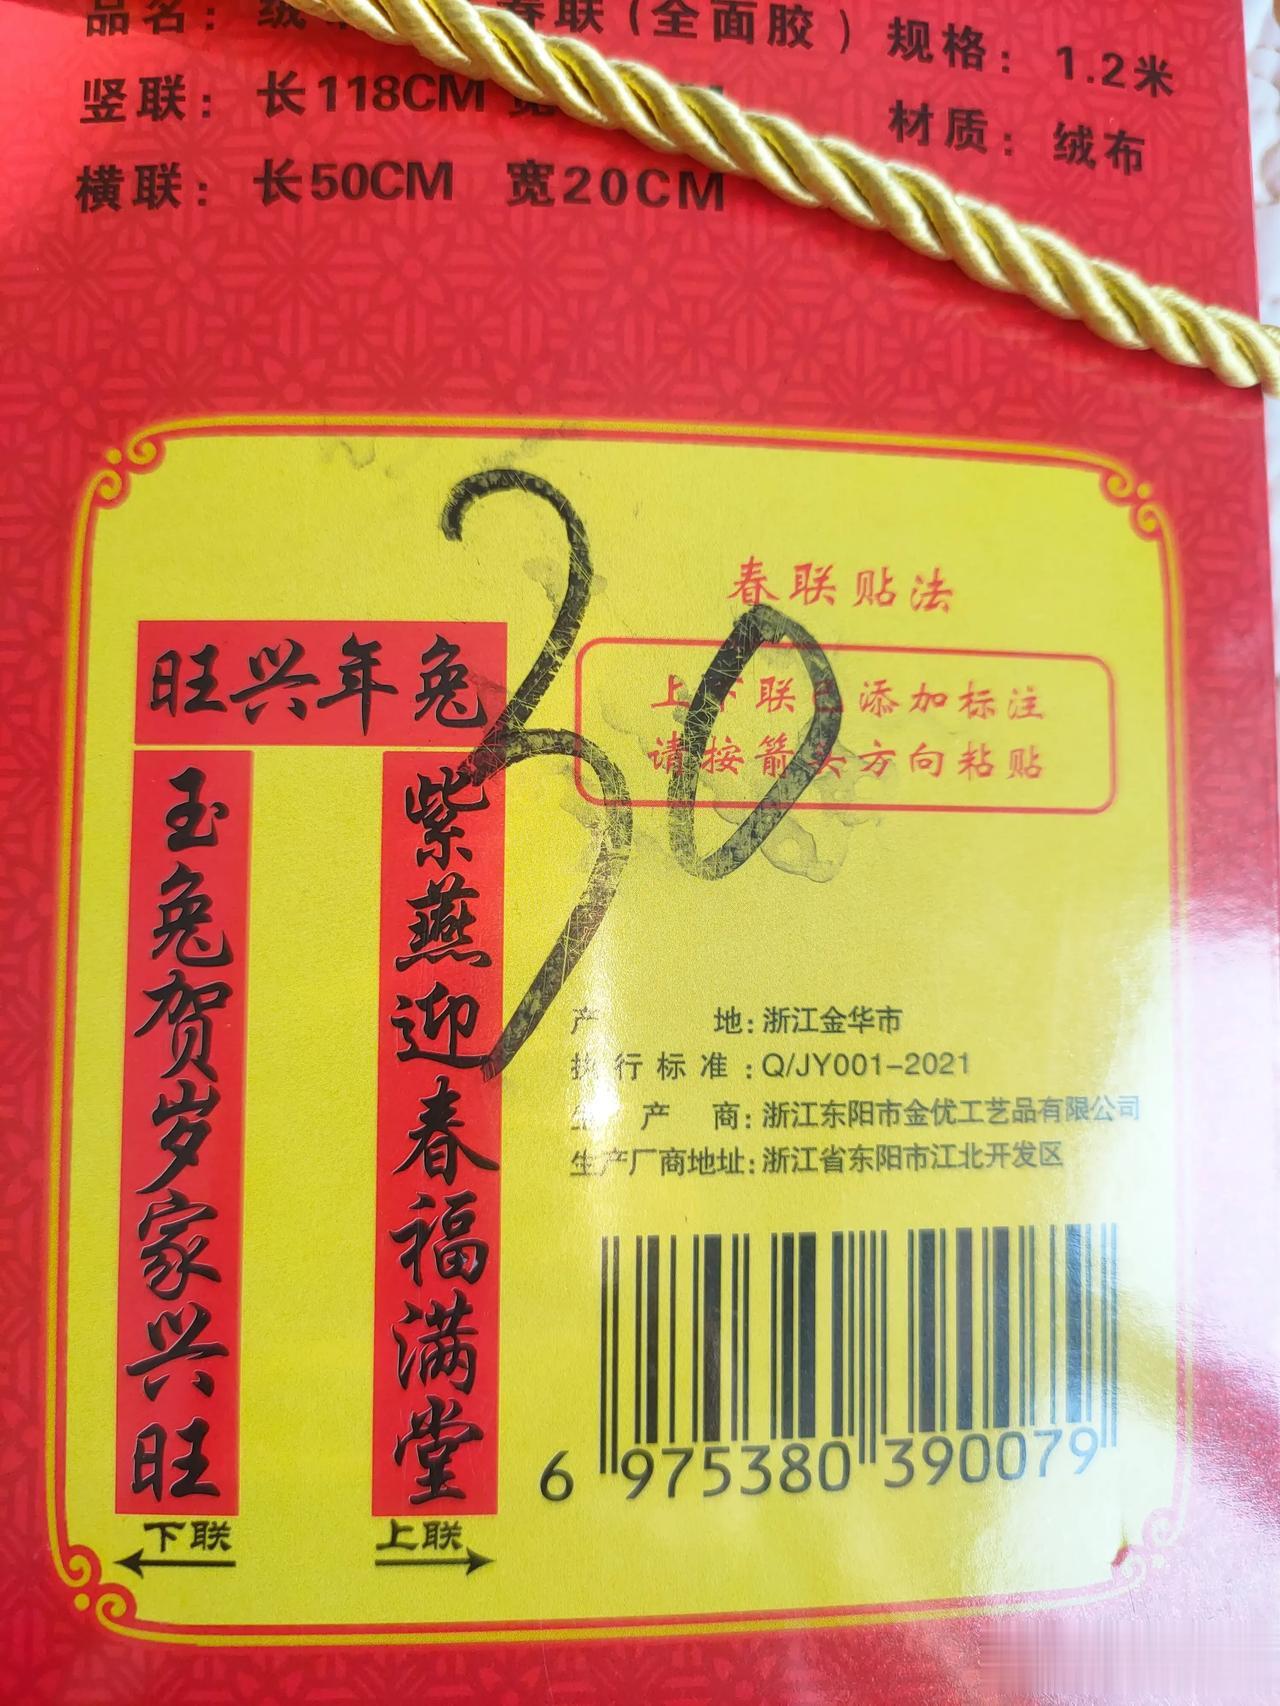 春联(全面胶) 规格: 1.2米
竖联: 长118CM 宽
材质: 绒布
横联: 长50CM 宽20CM
30
春联贴法
上下联已添加标注
请按箭头方向粘贴
旺兴年兔
紫燕迎春福满堂
玉兔贺岁家兴旺
下联
上联
产 地: 浙江金华市
执行标准: Q/JY001-2021
生产商: 浙江东阳市金优工艺品有限公司
生产厂商地址: 浙江省东阳市江北开发区
6 975380 390079